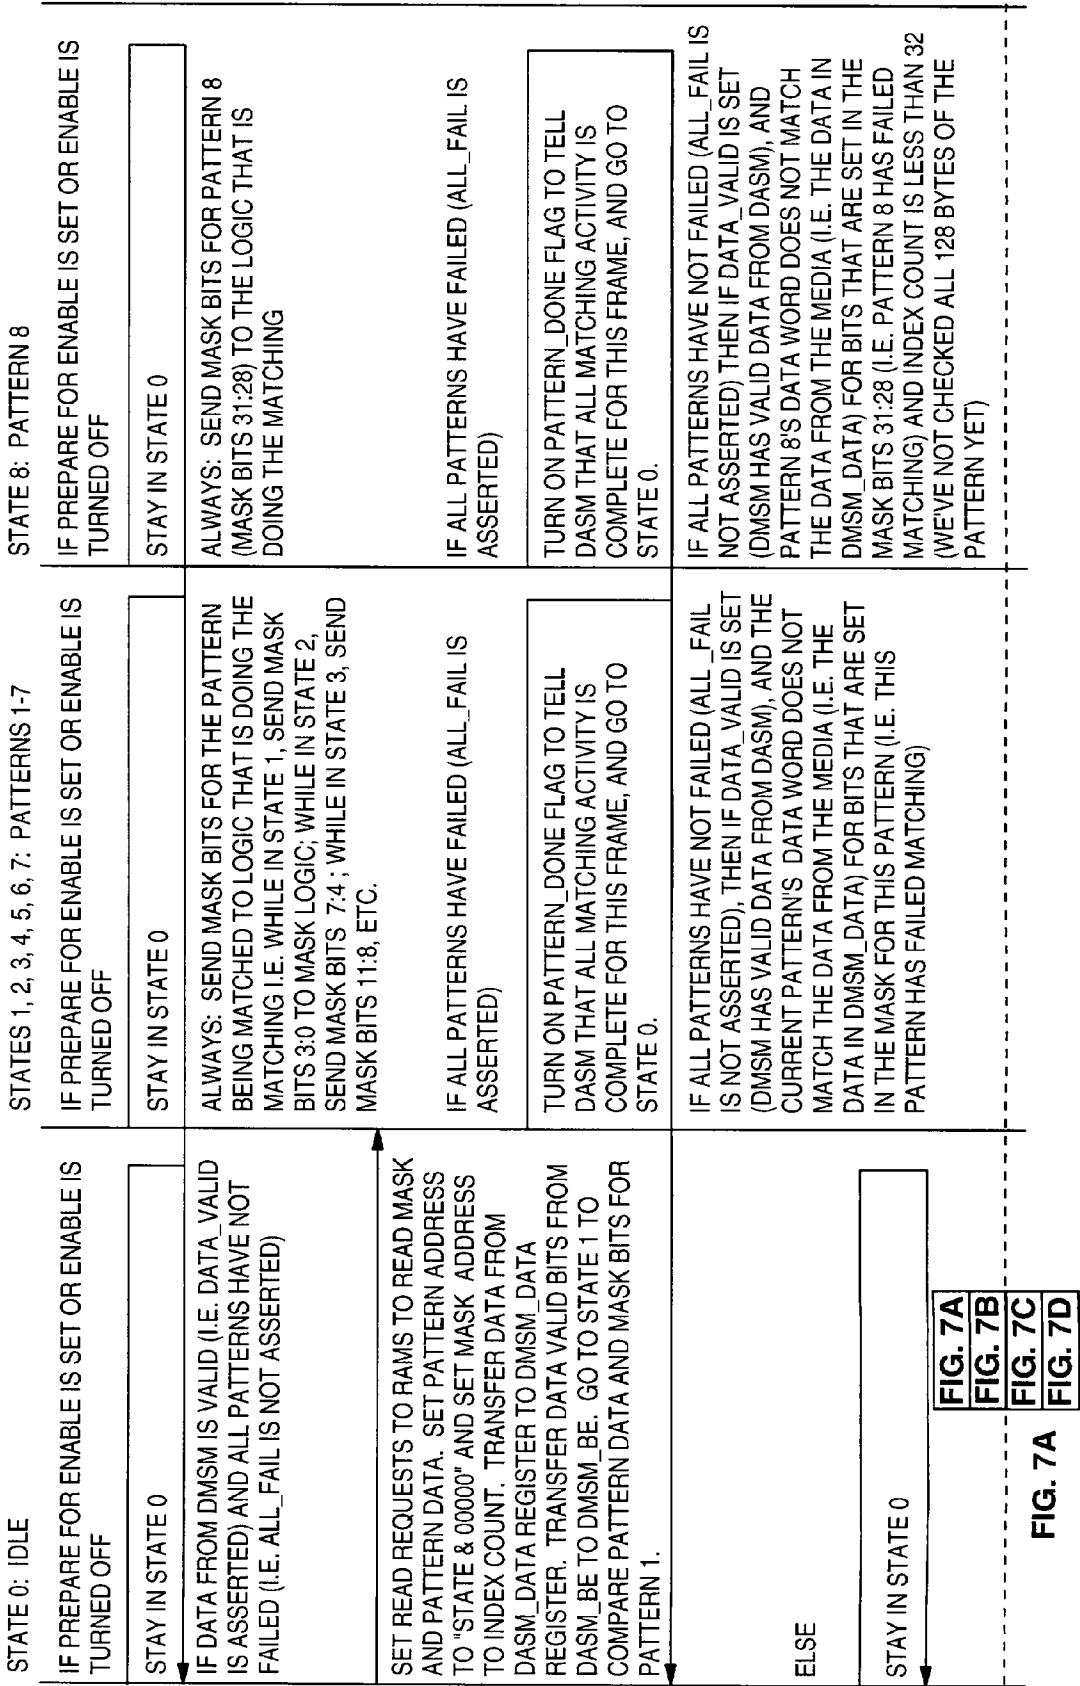 STATE 0: IDLE
IF PREPARE FOR ENABLE IS SET OR ENABLE IS
TURNED OFF
STAY IN STATE 0
IF DATA FROM DMSM IS VALID (I.E. DATA_VALID
IS ASSERTED) AND ALL PATTERNS HAVE NOT
FAILED (I.E. ALL_FAIL IS NOT ASSERTED)
SET READ REQUESTS TO RAMS TO READ MASK
AND PATTERN DATA. SET PATTERN ADDRESS
TO "STATE & 00000" AND SET MASK ADDRESS
TO INDEX COUNT. TRANSFER DATA FROM
DASM_DATA REGISTER TO DMSM_DATA
REGISTER. TRANSFER DATA VALID BITS FROM
DASM_BE TO DMSM_BE. GO TO STATE 1 TO
COMPARE PATTERN DATA AND MASK BITS FOR
PATTERN 1.
ELSE
STAY IN STATE 0
STATES 1, 2, 3, 4, 5, 6, 7: PATTERNS 1-7
IF PREPARE FOR ENABLE IS SET OR ENABLE IS
TURNED OFF
STAY IN STATE 0
ALWAYS: SEND MASK BITS FOR THE PATTERN
BEING MATCHED TO LOGIC THAT IS DOING THE
MATCHING I.E. WHILE IN STATE 1, SEND MASK
BITS 3:0 TO MASK LOGIC; WHILE IN STATE 2,
SEND MASK BITS 7:4 ; WHILE IN STATE 3, SEND
MASK BITS 11:8, ETC.
IF ALL PATTERNS HAVE FAILED (ALL_FAIL IS
ASSERTED)
TURN ON PATTERN_DONE FLAG TO TELL
DASM THAT ALL MATCHING ACTIVITY IS
COMPLETE FOR THIS FRAME, AND GO TO
STATE 0.
IF ALL PATTERNS HAVE NOT FAILED (ALL_FAIL
IS NOT ASSERTED), THEN IF DATA_VALID IS SET
(DMSM HAS VALID DATA FROM DASM), AND THE
CURRENT PATTERN'S DATA WORD DOES NOT
MATCH THE DATA FROM THE MEDIA (I.E. THE
DATA IN DMSM_DATA) FOR BITS THAT ARE SET
IN THE MASK FOR THIS PATTERN (I.E. THIS
PATTERN HAS FAILED MATCHING)
STATE 8: PATTERN 8
IF PREPARE FOR ENABLE IS SET OR ENABLE IS
TURNED OFF
STAY IN STATE 0
ALWAYS: SEND MASK BITS FOR PATTERN 8
(MASK BITS 31:28) TO THE LOGIC THAT IS
DOING THE MATCHING
IF ALL PATTERNS HAVE FAILED (ALL_FAIL IS
ASSERTED)
TURN ON PATTERN_DONE FLAG TO TELL
DASM THAT ALL MATCHING ACTIVITY IS
COMPLETE FOR THIS FRAME, AND GO TO
STATE 0.
IF ALL PATTERNS HAVE NOT FAILED (ALL_FAIL IS
NOT ASSERTED) THEN IF DATA_VALID IS SET
(DMSM HAS VALID DATA FROM DASM), AND
PATTERN 8'S DATA WORD DOES NOT MATCH
THE DATA FROM THE MEDIA (I.E. THE DATA IN
DMSM_DATA) FOR BITS THAT ARE SET IN THE
MASK BITS 31:28 (I.E. PATTERN 8 HAS FAILED
MATCHING) AND INDEX COUNT IS LESS THAN 32
(WE'VE NOT CHECKED ALL 128 BYTES OF THE
PATTERN YET)
FIG. 7A
FIG. 7A
FIG. 7B
FIG. 7C
FIG. 7D